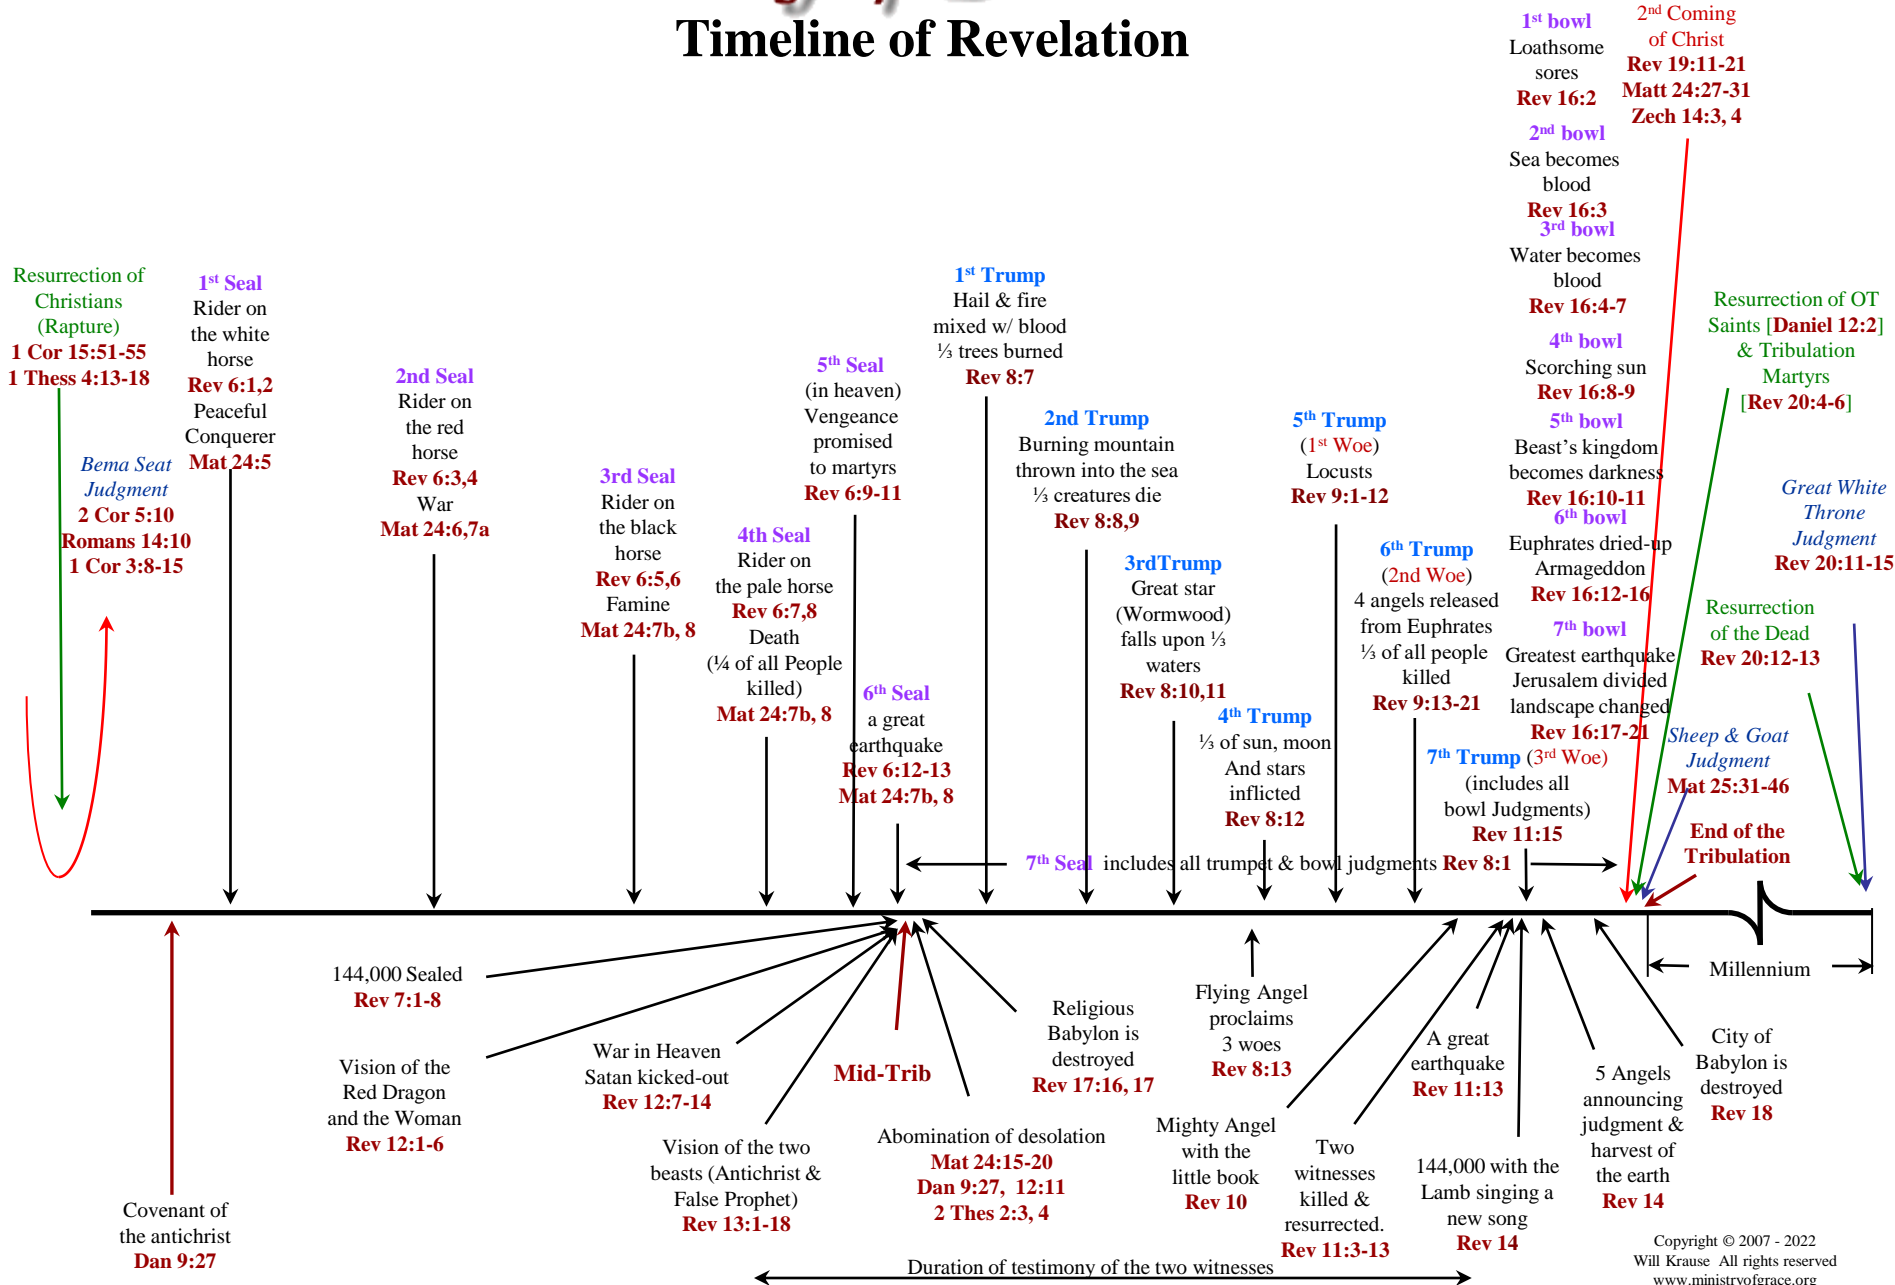 Timeline of Revelation
1st bowl
Loathsome
sores
Rev 16:2
2nd bowl
Sea becomes
blood
Rev 16:3
3rd bowl
Water becomes
blood
Rev 16:4-7
4th bowl
Scorching sun
Rev 16:8-9
5th bowl
Beast's kingdom
becomes darkness
Rev 16:10-11
6th bowl
Euphrates dried-up
Armageddon
Rev 16:12-16
7th bowl
Greatest earthquake
Jerusalem divided
landscape changed
Rev 16:17-21
2nd Coming
of Christ
Rev 19:11-21
Matt 24:27-31
Zech 14:3, 4
Resurrection of
Christians
(Rapture)
1 Cor 15:51-55
1 Thess 4:13-18
Bema Seat
Judgment
2 Cor 5:10
Romans 14:10
1 Cor 3:8-15
1st Seal
Rider on
the white
horse
Rev 6:1,2
Peaceful
Conquerer
Mat 24:5
2nd Seal
Rider on
the red
horse
Rev 6:3,4
War
Mat 24:6,7a
3rd Seal
Rider on
the black
horse
Rev 6:5,6
Famine
Mat 24:7b, 8
4th Seal
Rider on
the pale horse
Rev 6:7,8
Death
(¼ of all People
killed)
Mat 24:7b, 8
5th Seal
(in heaven)
Vengeance
promised
to martyrs
Rev 6:9-11
6th Seal
a great
earthquake
Rev 6:12-13
Mat 24:7b, 8
1st Trump
Hail & fire
mixed w/ blood
⅓ trees burned
Rev 8:7
2nd Trump
Burning mountain
thrown into the sea
⅓ creatures die
Rev 8:8,9
3rdTrump
Great star
(Wormwood)
falls upon ⅓
waters
Rev 8:10,11
4th Trump
⅓ of sun, moon
And stars
inflicted
Rev 8:12
5th Trump
(1st Woe)
Locusts
Rev 9:1-12
6th Trump
(2nd Woe)
4 angels released
from Euphrates
⅓ of all people
killed
Rev 9:13-21
7th Trump (3rd Woe)
(includes all
bowl Judgments)
Rev 11:15
7th Seal includes all trumpet & bowl judgments Rev 8:1
Resurrection of OT
Saints [Daniel 12:2]
& Tribulation
Martyrs
[Rev 20:4-6]
Great White
Throne
Judgment
Rev 20:11-15
Resurrection
of the Dead
Rev 20:12-13
Sheep & Goat
Judgment
Mat 25:31-46
End of the
Tribulation
Millennium
Covenant of
the antichrist
Dan 9:27
144,000 Sealed
Rev 7:1-8
Vision of the
Red Dragon
and the Woman
Rev 12:1-6
War in Heaven
Satan kicked-out
Rev 12:7-14
Vision of the two
beasts (Antichrist &
False Prophet)
Rev 13:1-18
Mid-Trib
Abomination of desolation
Mat 24:15-20
Dan 9:27, 12:11
2 Thes 2:3, 4
Religious
Babylon is
destroyed
Rev 17:16, 17
Flying Angel
proclaims
3 woes
Rev 8:13
Mighty Angel
with the
little book
Rev 10
Two
witnesses
killed &
resurrected.
Rev 11:3-13
A great
earthquake
Rev 11:13
144,000 with the
Lamb singing a
new song
Rev 14
5 Angels
announcing
judgment &
harvest of
the earth
Rev 14
City of
Babylon is
destroyed
Rev 18
Duration of testimony of the two witnesses
Copyright © 2007 - 2022
Will Krause All rights reserved
www.ministryofgrace.org